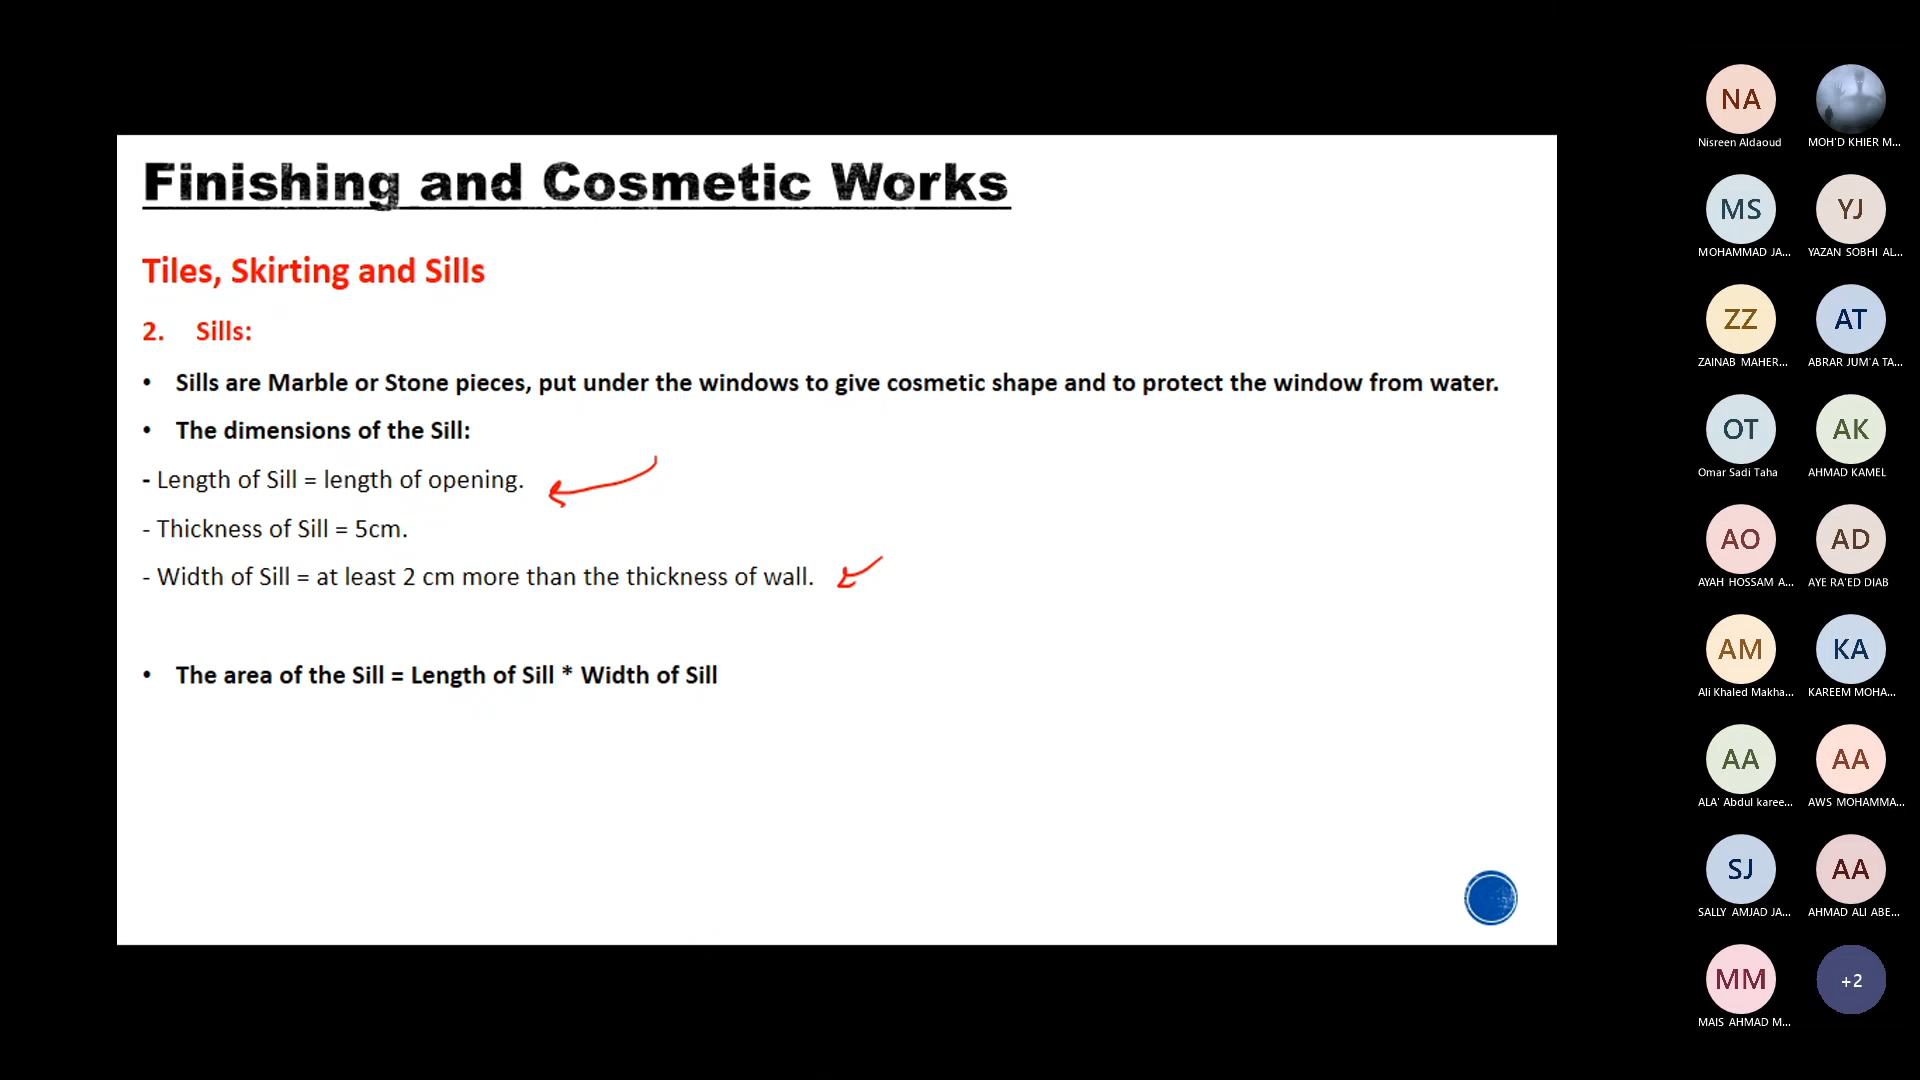 Finishing and Cosmetic Works
Tiles, Skirting and Sills
2. Sills:
• Sills are Marble or Stone pieces, put under the windows to give cosmetic shape and to protect the window from water.
• The dimensions of the Sill:
- Length of Sill = length of opening.
- Thickness of Sill = 5cm.
- Width of Sill = at least 2 cm more than the thickness of wall.
• The area of the Sill = Length of Sill * Width of Sill
NA
Nisreen Aldaoud
MOH'D KHIER M...
MS
YJ
MOHAMMAD JA...
YAZAN SOBHI AL...
ZZ
AT
ZAINAB MAHER...
ABRAR JUM'A TA...
OT
AK
Omar Sadi Taha
AHMAD KAMEL
AO
AD
AYAH HOSSAM A...
AYE RA'ED DIAB
AM
KA
Ali Khaled Makha...
KAREEM MOHA...
AA
AA
ALA' Abdul karee...
AWS MOHAMMA...
SJ
AA
SALLY AMJAD JA...
AHMAD ALI ABE...
MM
+2
MAIS AHMAD M...